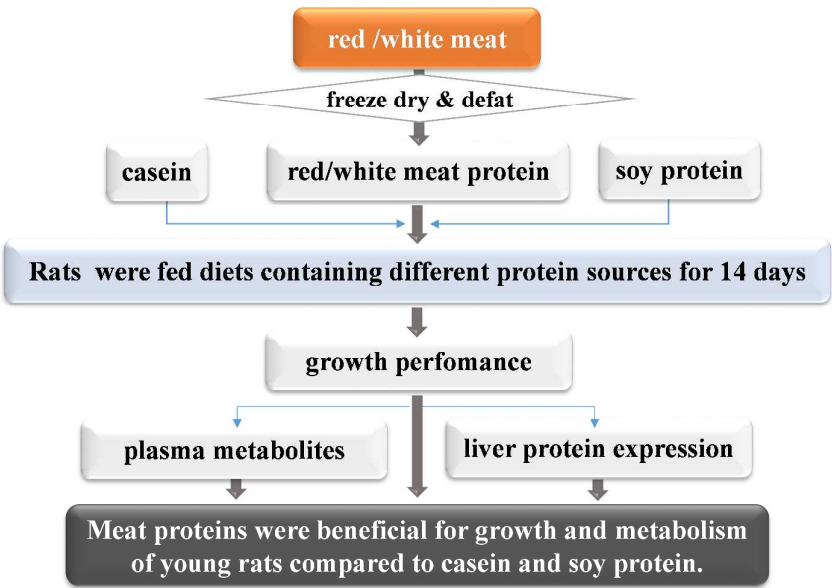 red /white meat
freeze dry & defat
casein
red/white meat protein
soy protein
Rats were fed diets containing different protein sources for 14 days
growth perfomance
plasma metabolites
liver protein expression
Meat proteins were beneficial for growth and metabolism
of young rats compared to casein and soy protein.